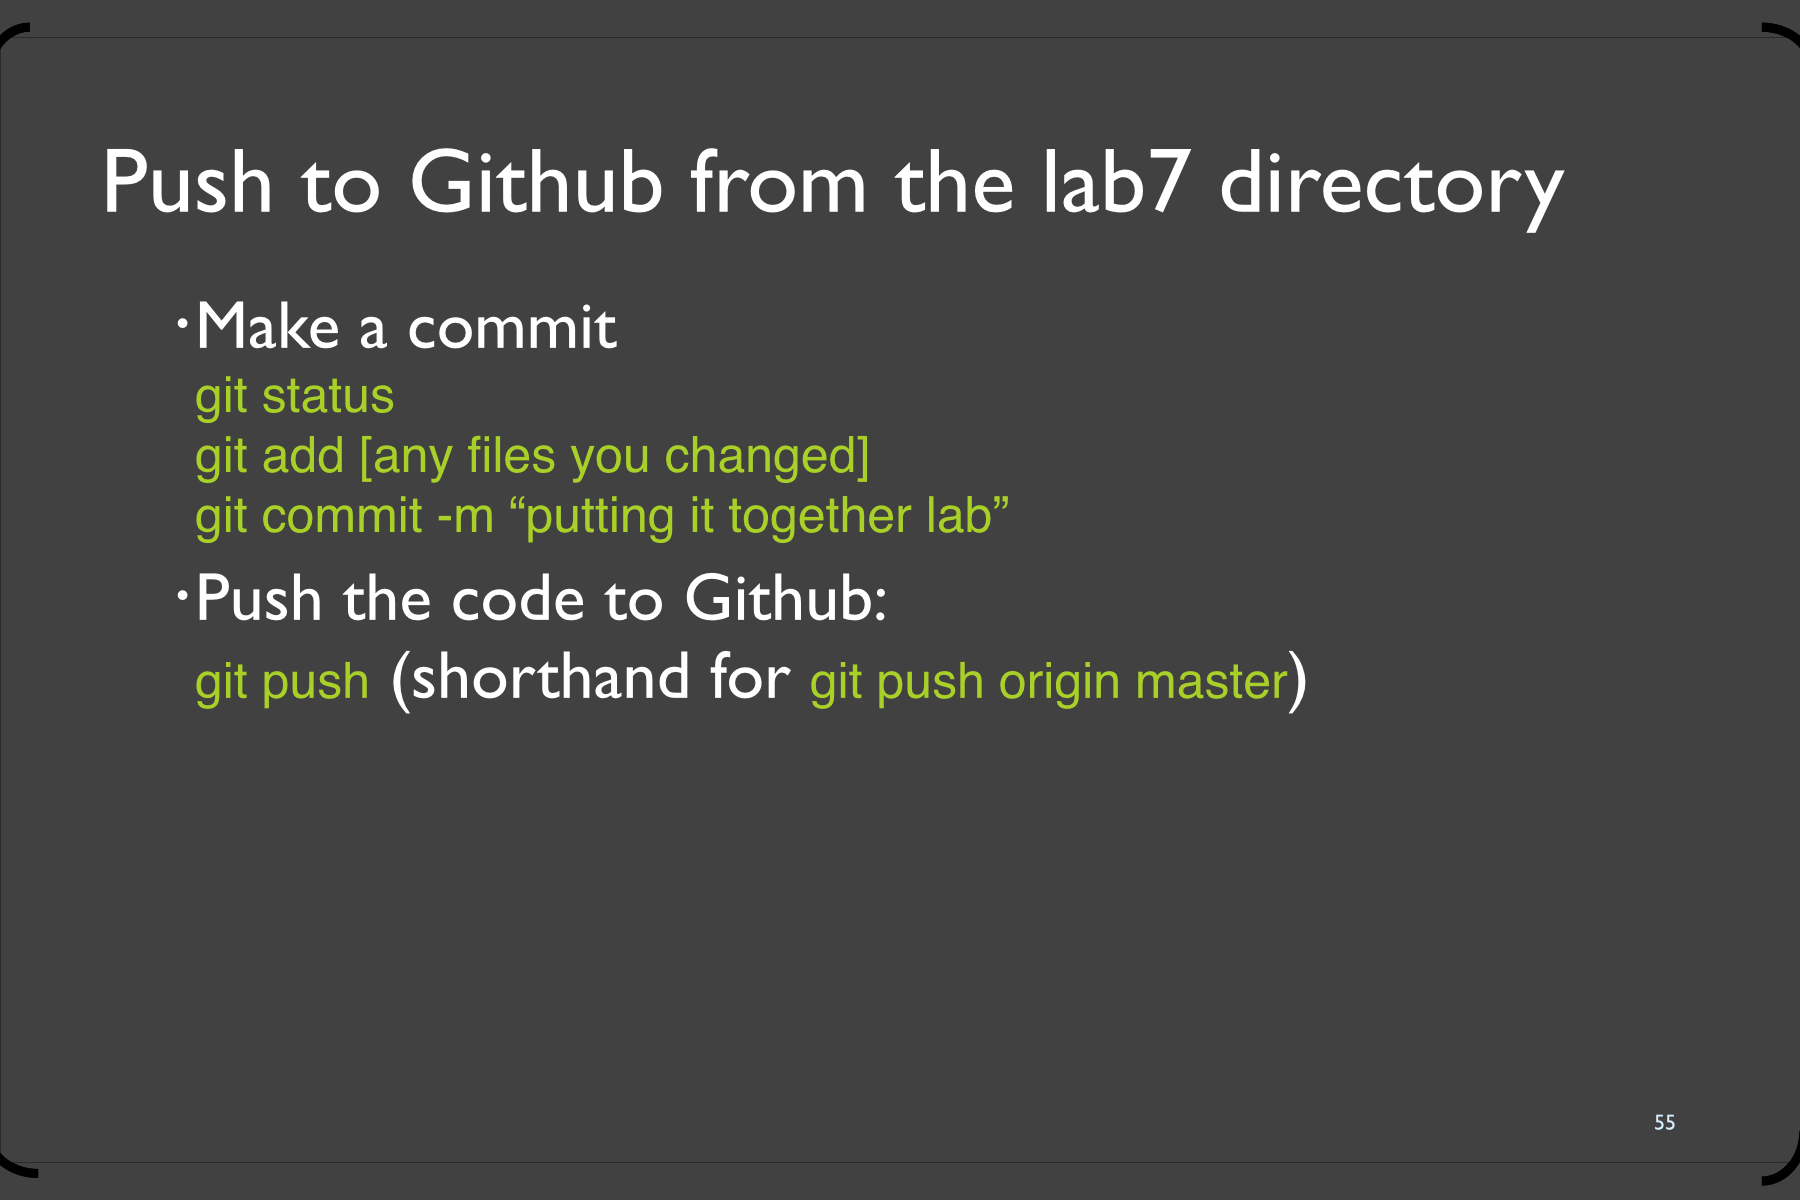 Push to Github from the lab7 directory
•Make a commit
git status
git add [any files you changed]
git commit -m “putting it together lab”
•Push the code to Github:
git push (shorthand for git push origin master)
55